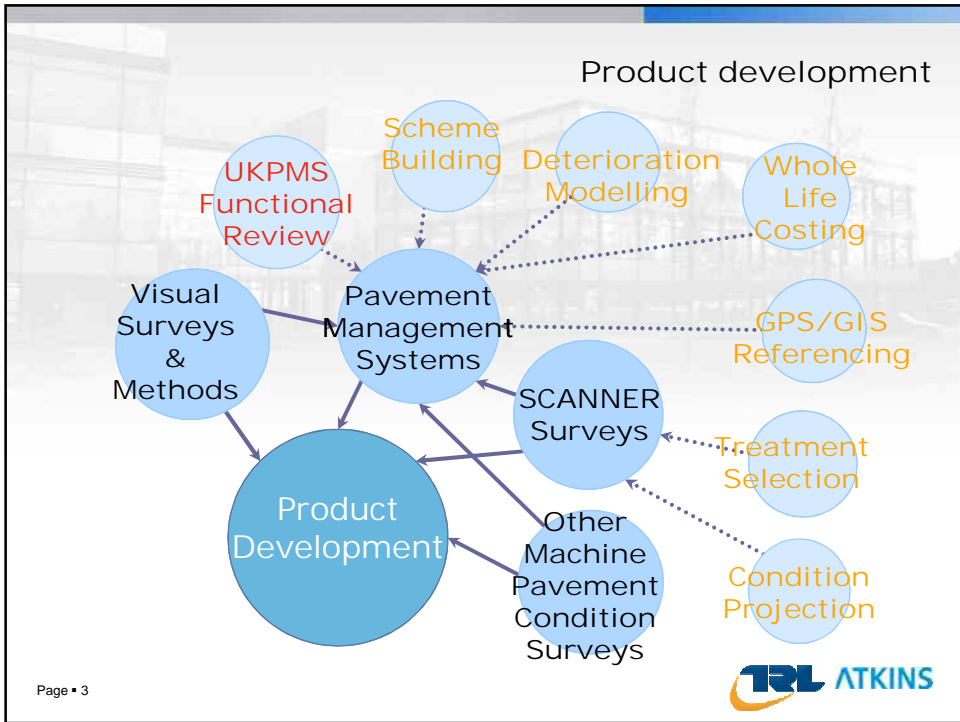 Product development
Scheme
Building
Deterioration
Modelling
Whole
Life
Costing
UKPMS
Functional
Review
Visual
Surveys
&
Methods
Pavement
Management
Systems
GPS/GIS
Referencing
SCANNER
Surveys
Treatment
Selection
Product
Development
Other
Machine
Pavement
Condition
Surveys
Condition
Projection
Page ▪ 3
TRL ATKINS